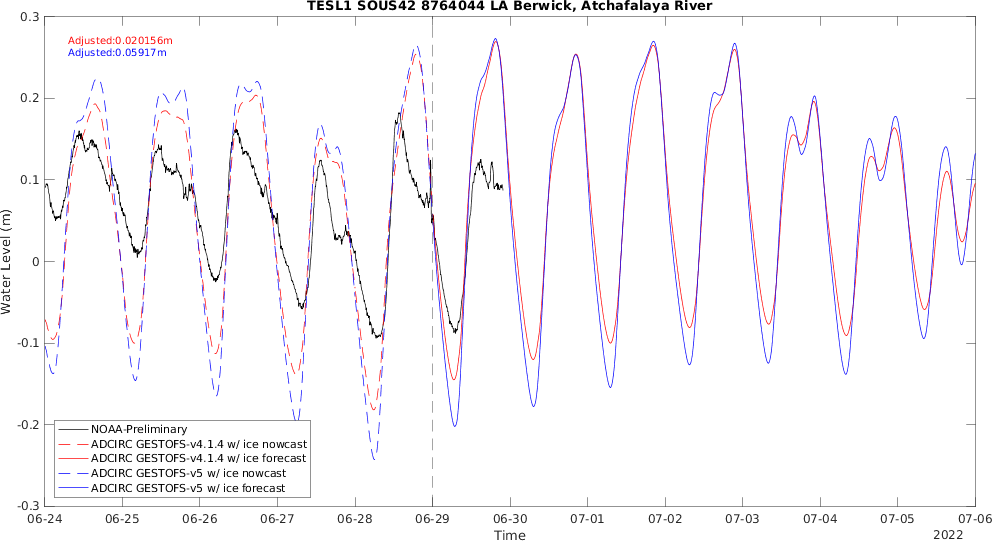 TESL1 SOUS42 8764044 LA Berwick, Atchafalaya River
Adjusted:0.020156m
Adjusted:0.05917m
0.3
0.2
0.1
0
-0.1
-0.2
-0.3
Water Level (m)
NOAA-Preliminary
ADCIRC GESTOFS-v4.1.4 w/ ice nowcast
ADCIRC GESTOFS-v4.1.4 w/ ice forecast
ADCIRC GESTOFS-v5 w/ ice nowcast
ADCIRC GESTOFS-v5 w/ ice forecast
06-24 06-25 06-26 06-27 06-28 06-29 06-30 07-01 07-02 07-03 07-04 07-05 07-06
Time
2022